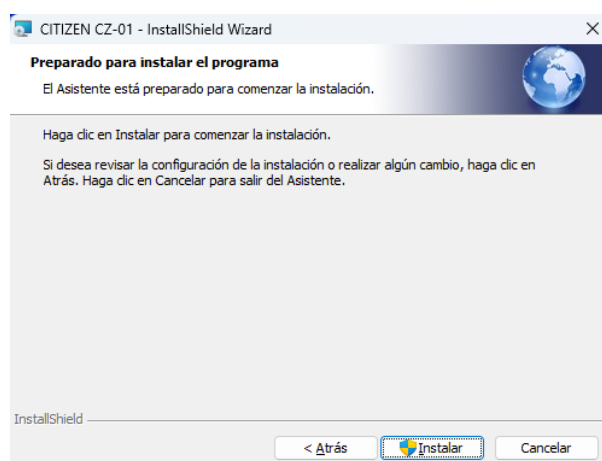 CITIZEN CZ-01 - InstallShield Wizard
Preparado para instalar el programa
El Asistente está preparado para comenzar la instalación.
Haga clic en Instalar para comenzar la instalación.
Si desea revisar la configuración de la instalación o realizar algún cambio, haga clic en
Atrás. Haga clic en Cancelar para salir del Asistente.
InstallShield
< Atrás
Instalar
Cancelar